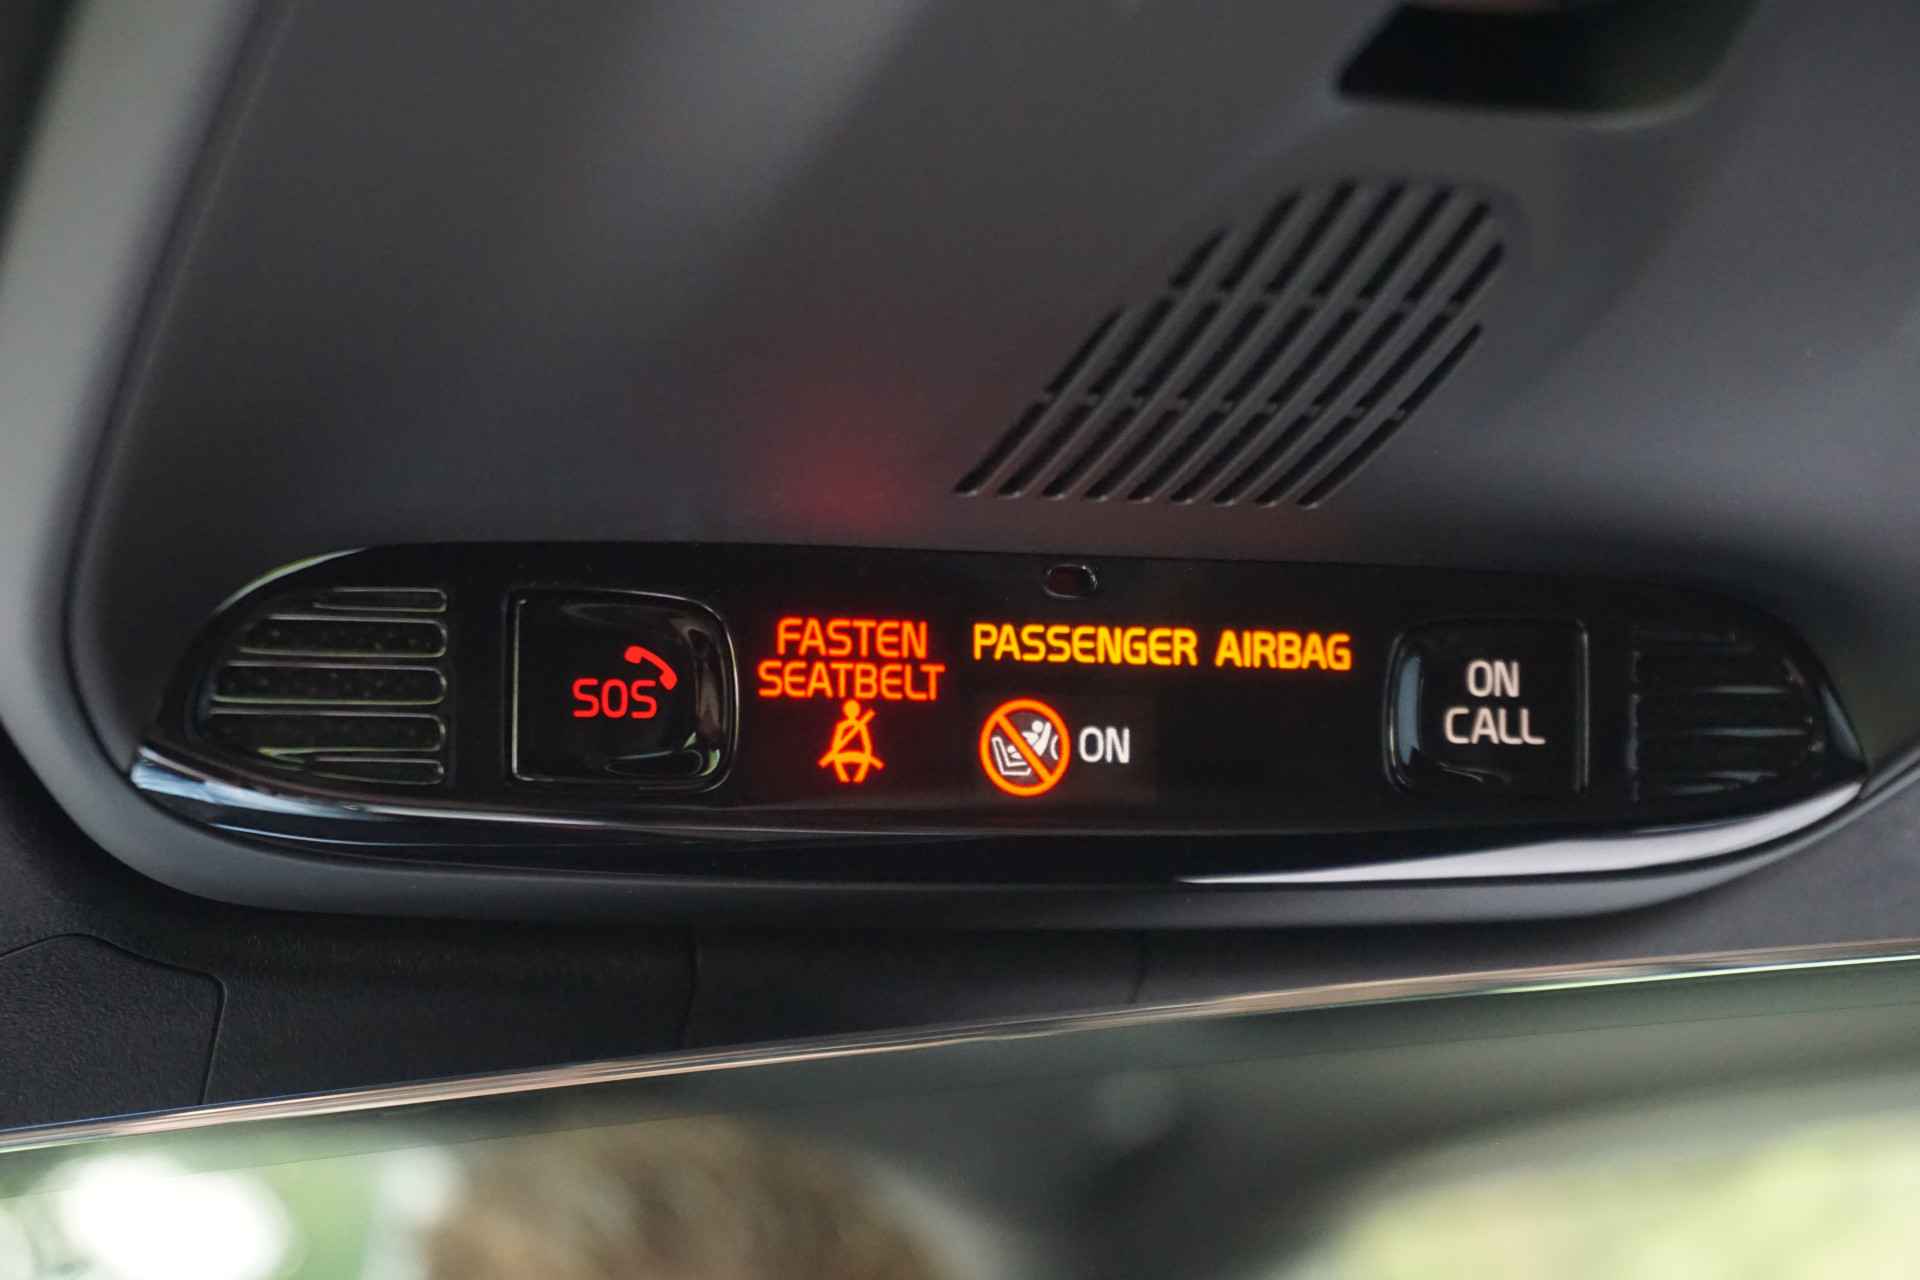 SOS
FASTEN
SEATBELT
PASSENGER AIRBAG
ON
ON
CALL